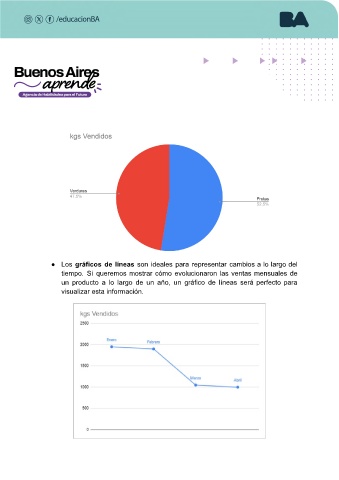 /educacionBA
BA
Buenos Aires
aprende
Agencia de Habilidades para el Futuro
kgs Vendidos
Verduras
47.6%
Frutas
52.4%
● Los gráficos de líneas son ideales para representar cambios a lo largo del
tiempo. Si queremos mostrar cómo evolucionaron las ventas mensuales de
un producto a lo largo de un año, un gráfico de líneas será perfecto para
visualizar esta información.
kgs Vendidos
2500
2000
1500
1000
500
0
Enero
Febrero
Marzo
Abril